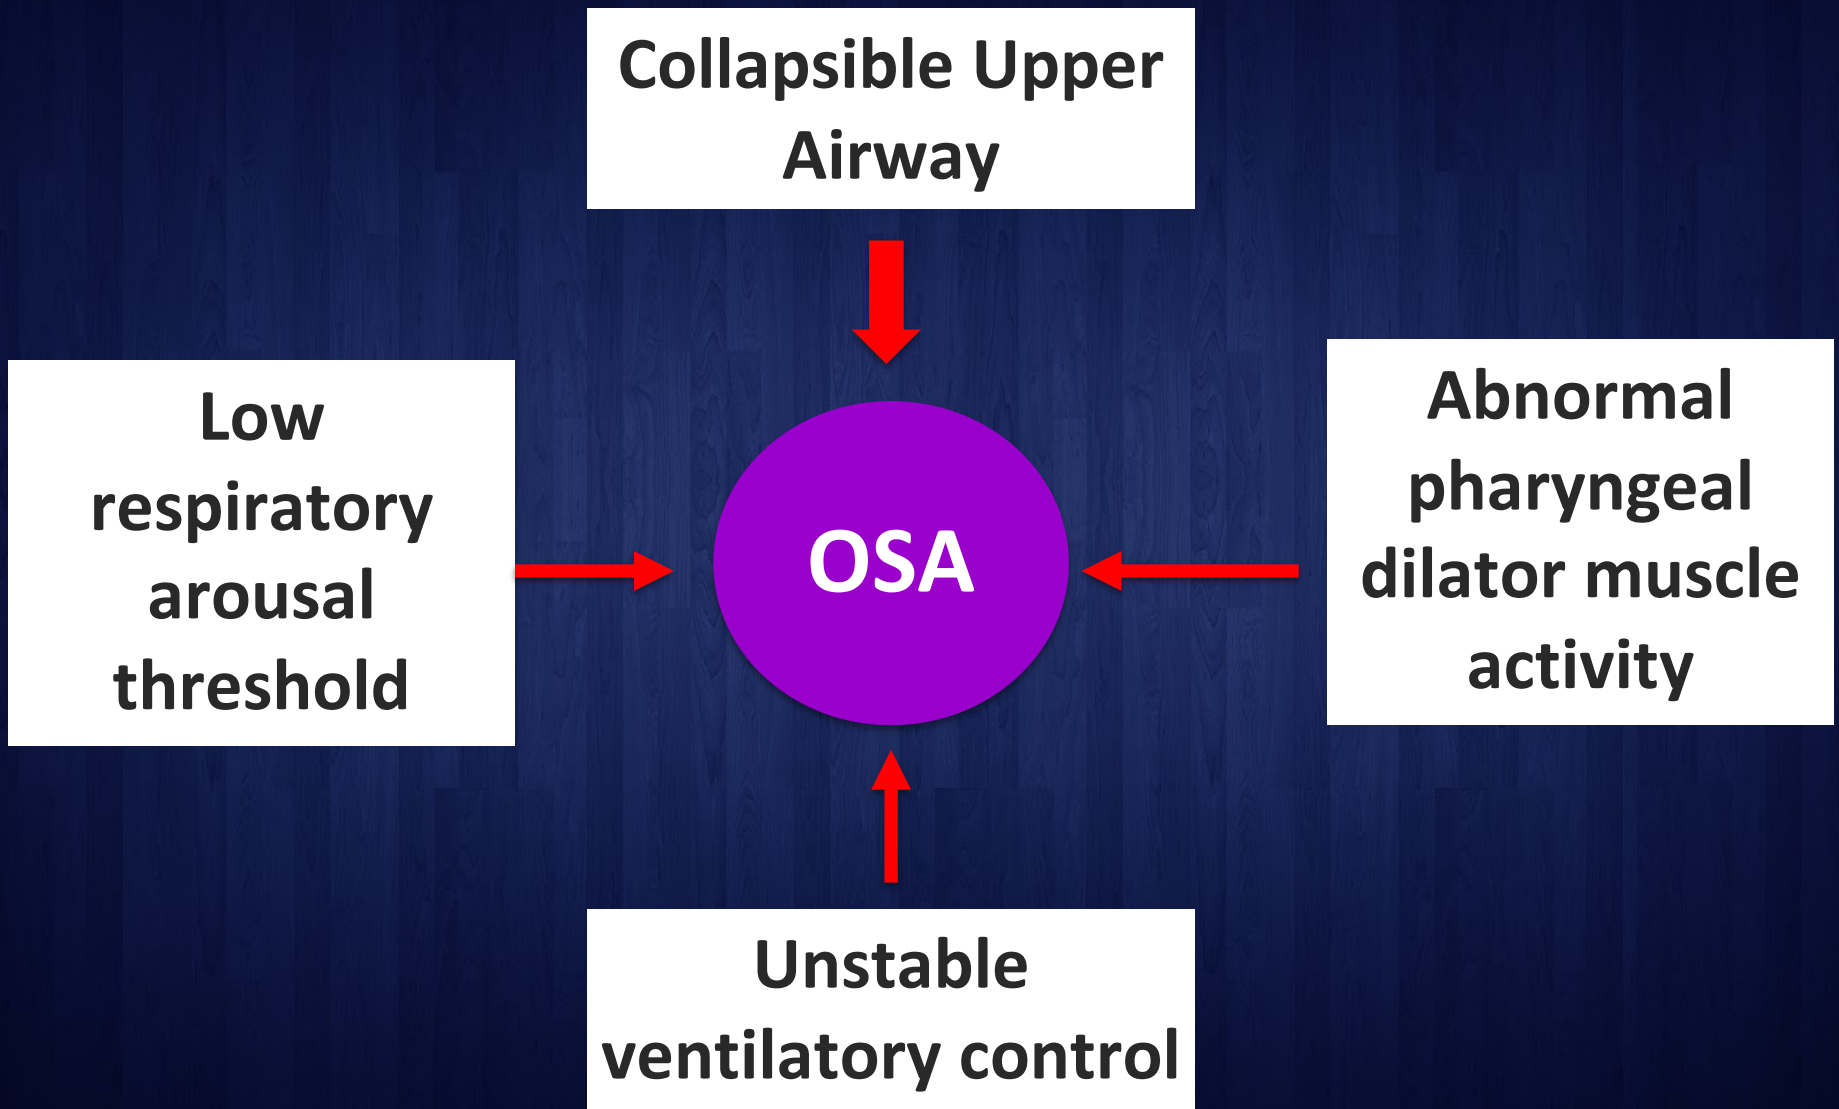 Collapsible Upper
Airway
Low
respiratory
arousal
threshold
OSA
Abnormal
pharyngeal
dilator muscle
activity
Unstable
ventilatory control